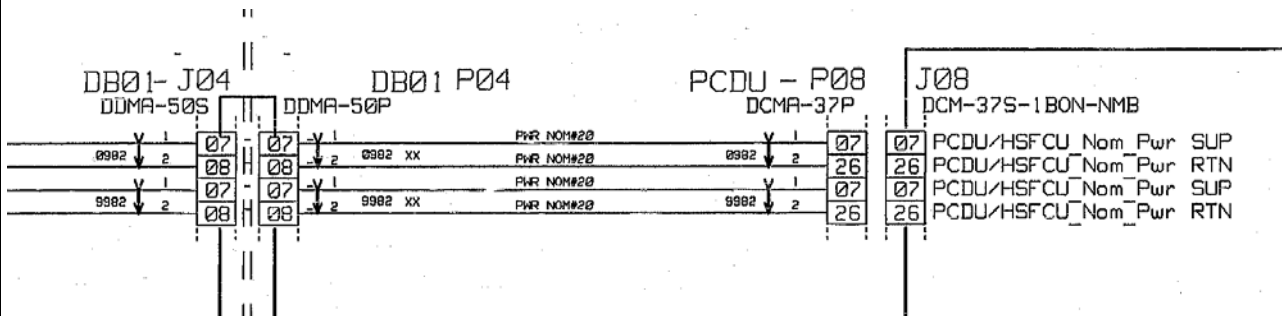 DB01- J04 DB01 P04 PCDU - P08 J08
DDMA-50S DDMA-50P DCMA-37P DCM-37S-1BON-NMB
1 07 - 07 1 PWR NOM#20 1 07 07 PCDU/HSFCU_Nom_Pwr SUP
0982 2 08 H 08 2 0982 XX PWR NOM#20 0982 2 26 26 PCDU/HSFCU_Nom_Pwr RTN
1 07 - 07 1 PWR NOM#20 1 07 07 PCDU/HSFCU_Nom_Pwr SUP
9982 2 08 H 08 2 9982 XX PWR NOM#20 9982 2 26 26 PCDU/HSFCU_Nom_Pwr RTN